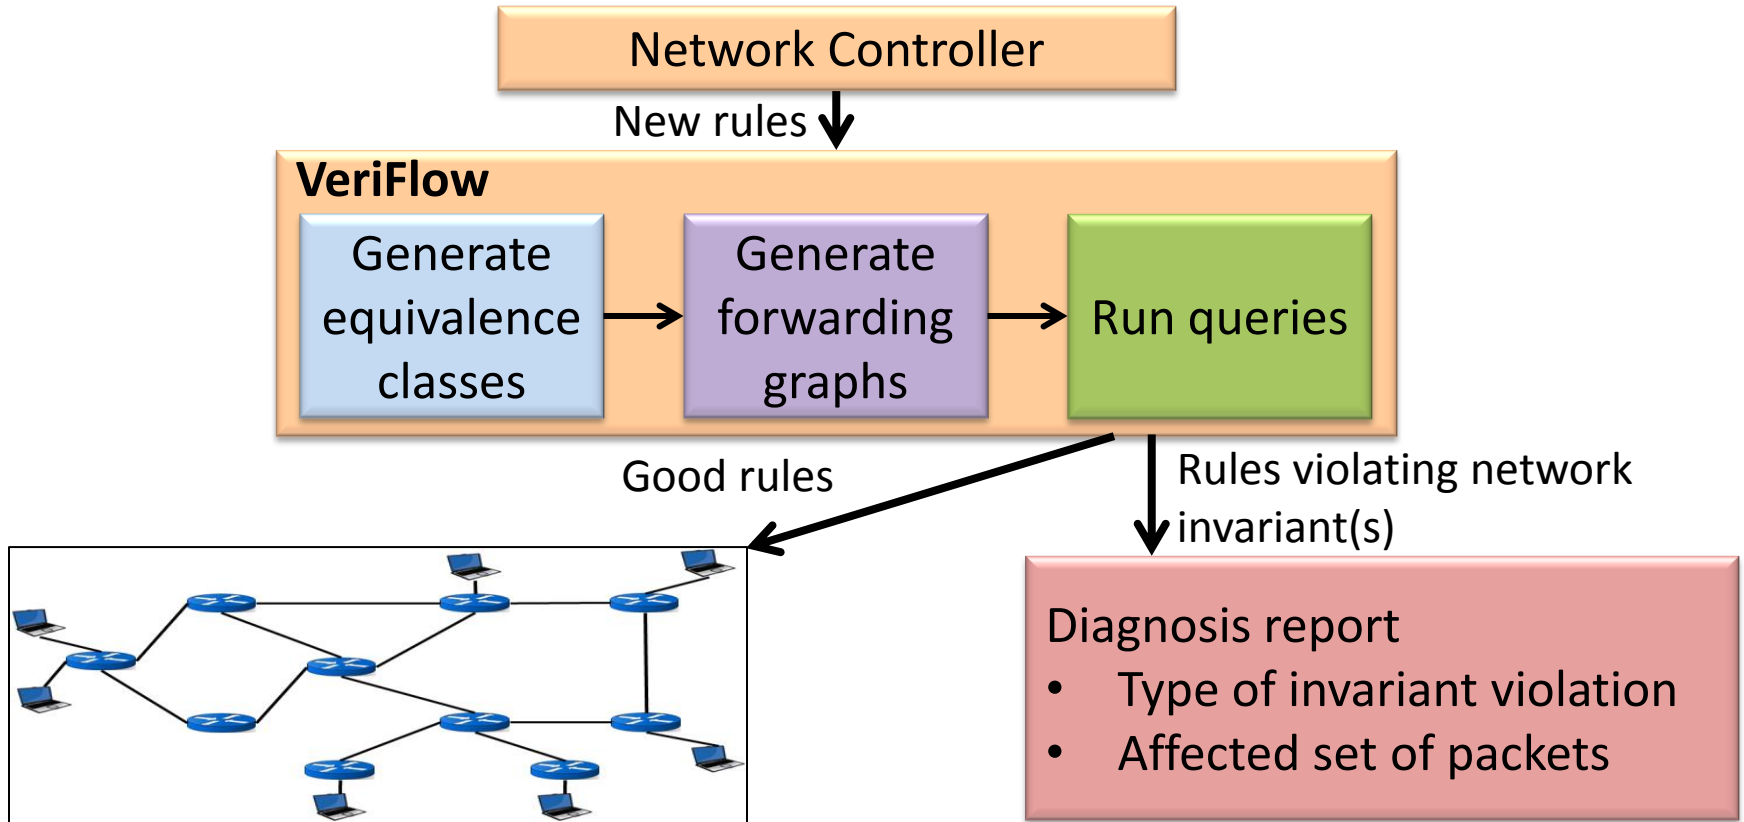 Network Controller
New rules
VeriFlow
Generate
equivalence
classes
Generate
forwarding
graphs
Run queries
Good rules
Rules violating network
invariant(s)
Diagnosis report
• Type of invariant violation
• Affected set of packets